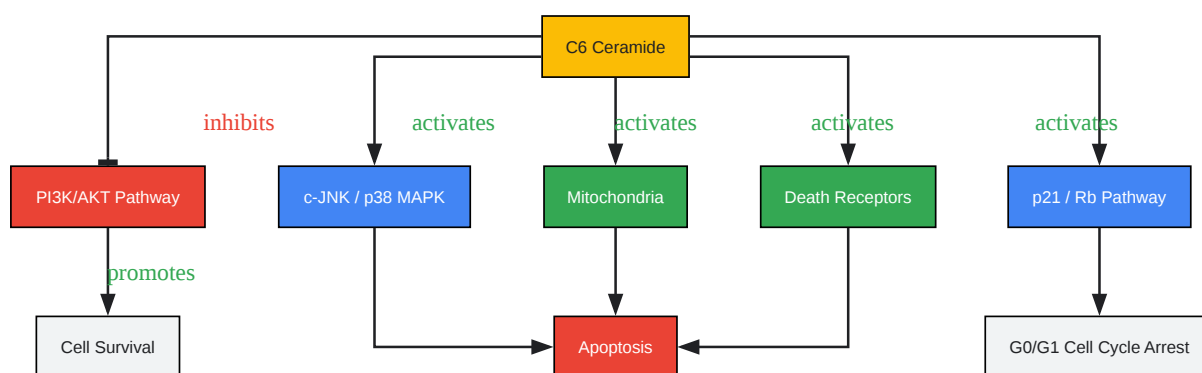 C6 Ceramide
inhibits
activates
activates
activates
activates
PI3K/AKT Pathway
c-JNK / p38 MAPK
Mitochondria
Death Receptors
p21 / Rb Pathway
promotes
Cell Survival
Apoptosis
G0/G1 Cell Cycle Arrest